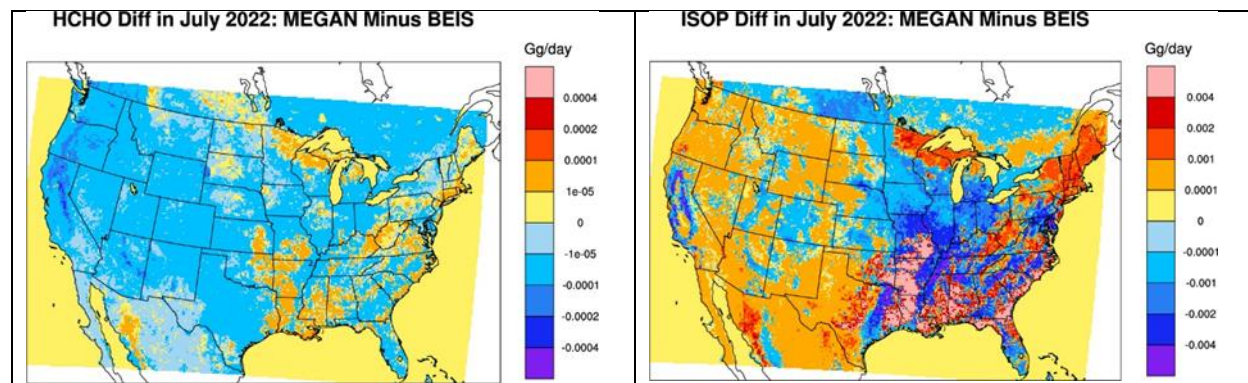 HCHO Diff in July 2022: MEGAN Minus BEIS
Gg/day
0.0004
0.0002
0.0001
1e-05
0
-1e-05
-0.0001
-0.0002
-0.0004
ISOP Diff in July 2022: MEGAN Minus BEIS
Gg/day
0.004
0.002
0.001
0.0001
0
-0.0001
-0.001
-0.002
-0.004